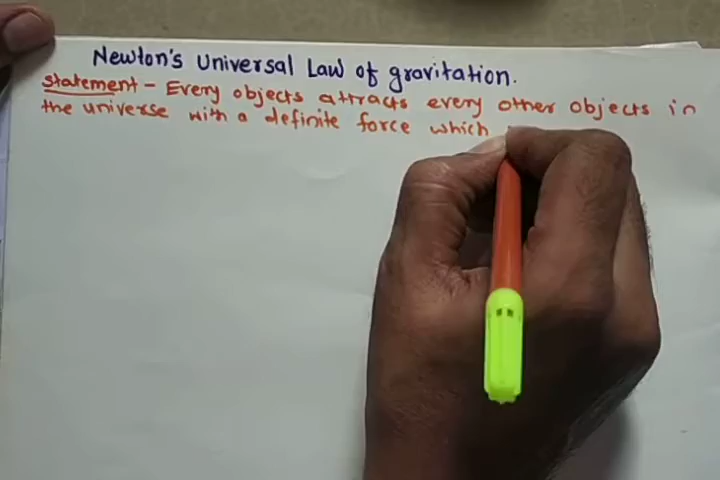 Newton's Universal Law of gravitation.
Statement - Every objects attracts every other objects in
the universe with a definite force which